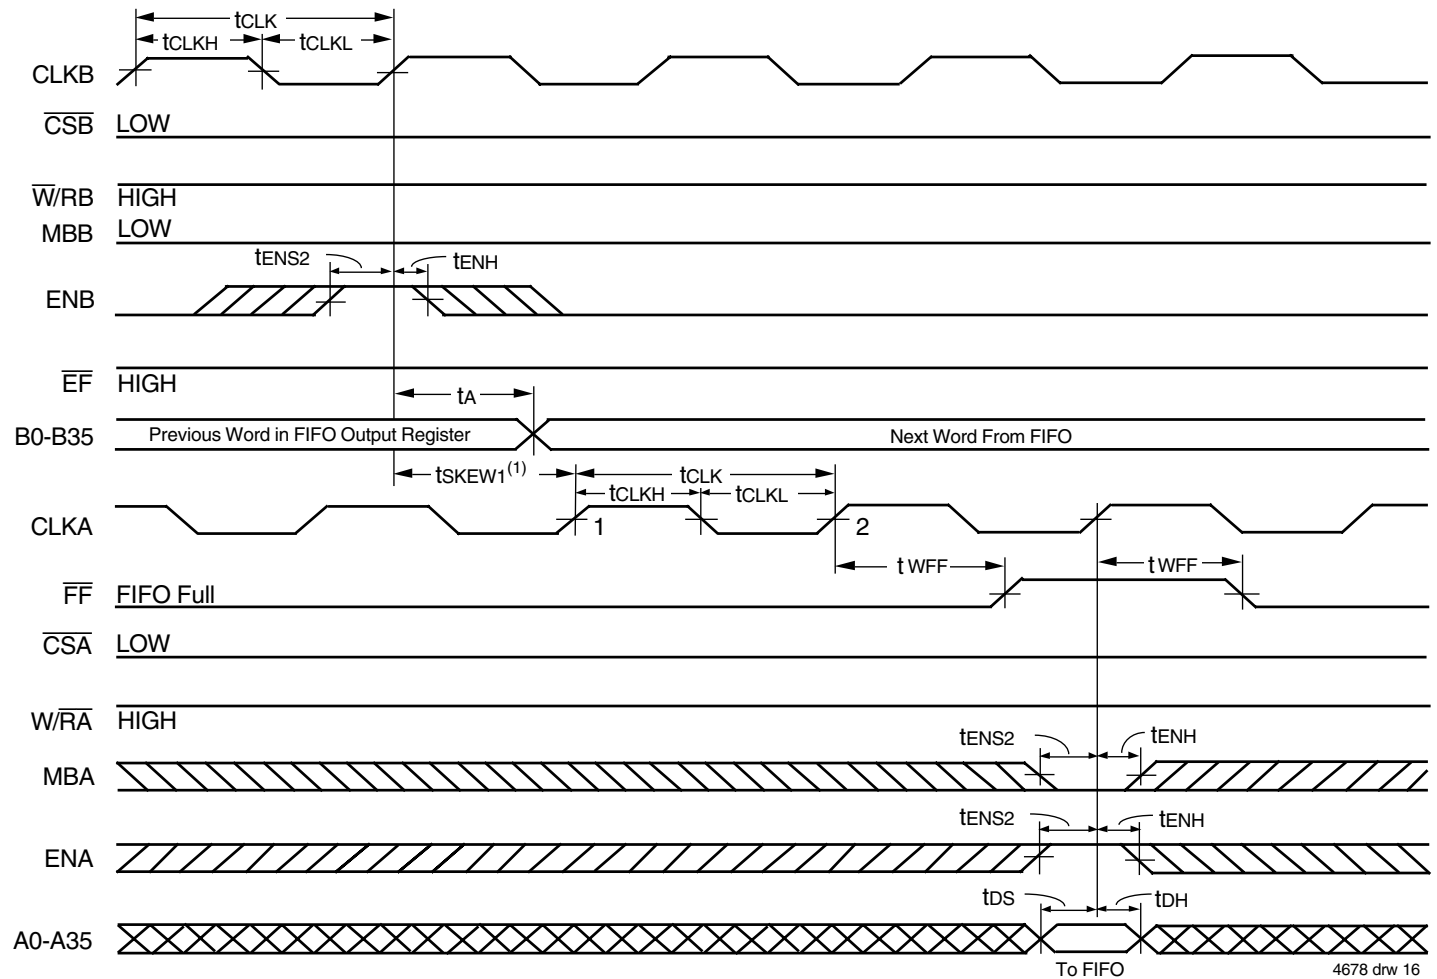 tCLK
tCLKH tCLKL
CLKB
CSB LOW
W/RB HIGH
MBB LOW
tENS2 tENH
ENB
EF HIGH
tA
B0-B35 Previous Word in FIFO Output Register Next Word From FIFO
tSKEW1(1) tCLK
tCLKH tCLKL
CLKA 1 2
tWFF tWFF
FF FIFO Full
CSA LOW
W/RA HIGH
tENS2 tENH
MBA
tENS2 tENH
ENA
tDS tDH
A0-A35
To FIFO
4678 drw 16